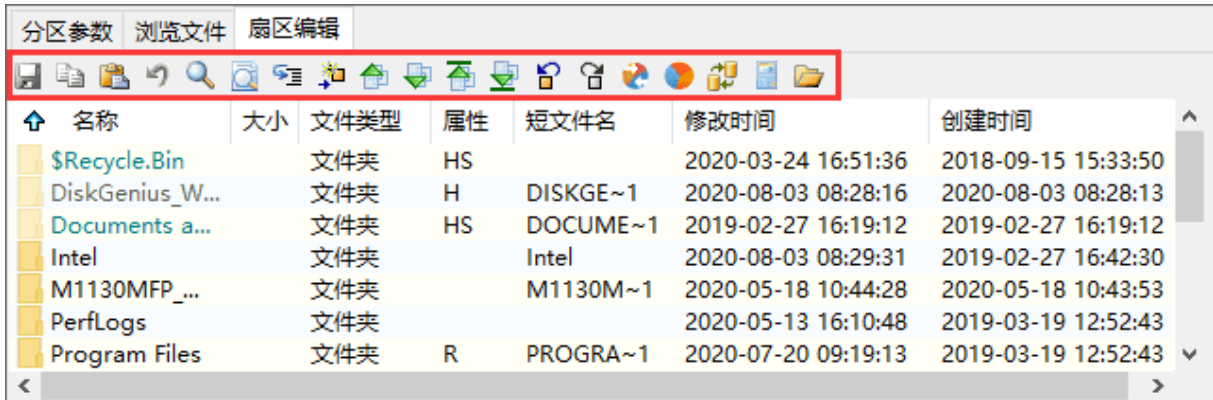 分区参数 浏览文件 扇区编辑
名称 大小 文件类型 属性 短文件名 修改时间 创建时间
$Recycle.Bin 文件夹 HS 2020-03-24 16:51:36 2018-09-15 15:33:50
DiskGenius_W... 文件夹 H DISKGE~1 2020-08-03 08:28:16 2020-08-03 08:28:13
Documents a... 文件夹 HS DOCUME~1 2019-02-27 16:19:12 2019-02-27 16:19:12
Intel 文件夹 Intel 2020-08-03 08:29:31 2019-02-27 16:42:30
M1130MFP_... 文件夹 M1130M~1 2020-05-18 10:44:28 2020-05-18 10:43:53
PerfLogs 文件夹 2020-05-13 16:10:48 2019-03-19 12:52:43
Program Files 文件夹 R PROGRA~1 2020-07-20 09:19:13 2019-03-19 12:52:43